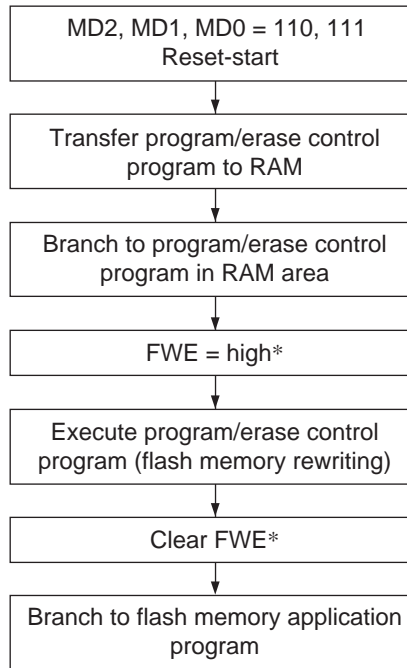 MD2, MD1, MD0 = 110, 111
Reset-start
Transfer program/erase control
program to RAM
Branch to program/erase control
program in RAM area
FWE = high*
Execute program/erase control
program (flash memory rewriting)
Clear FWE*
Branch to flash memory application
program